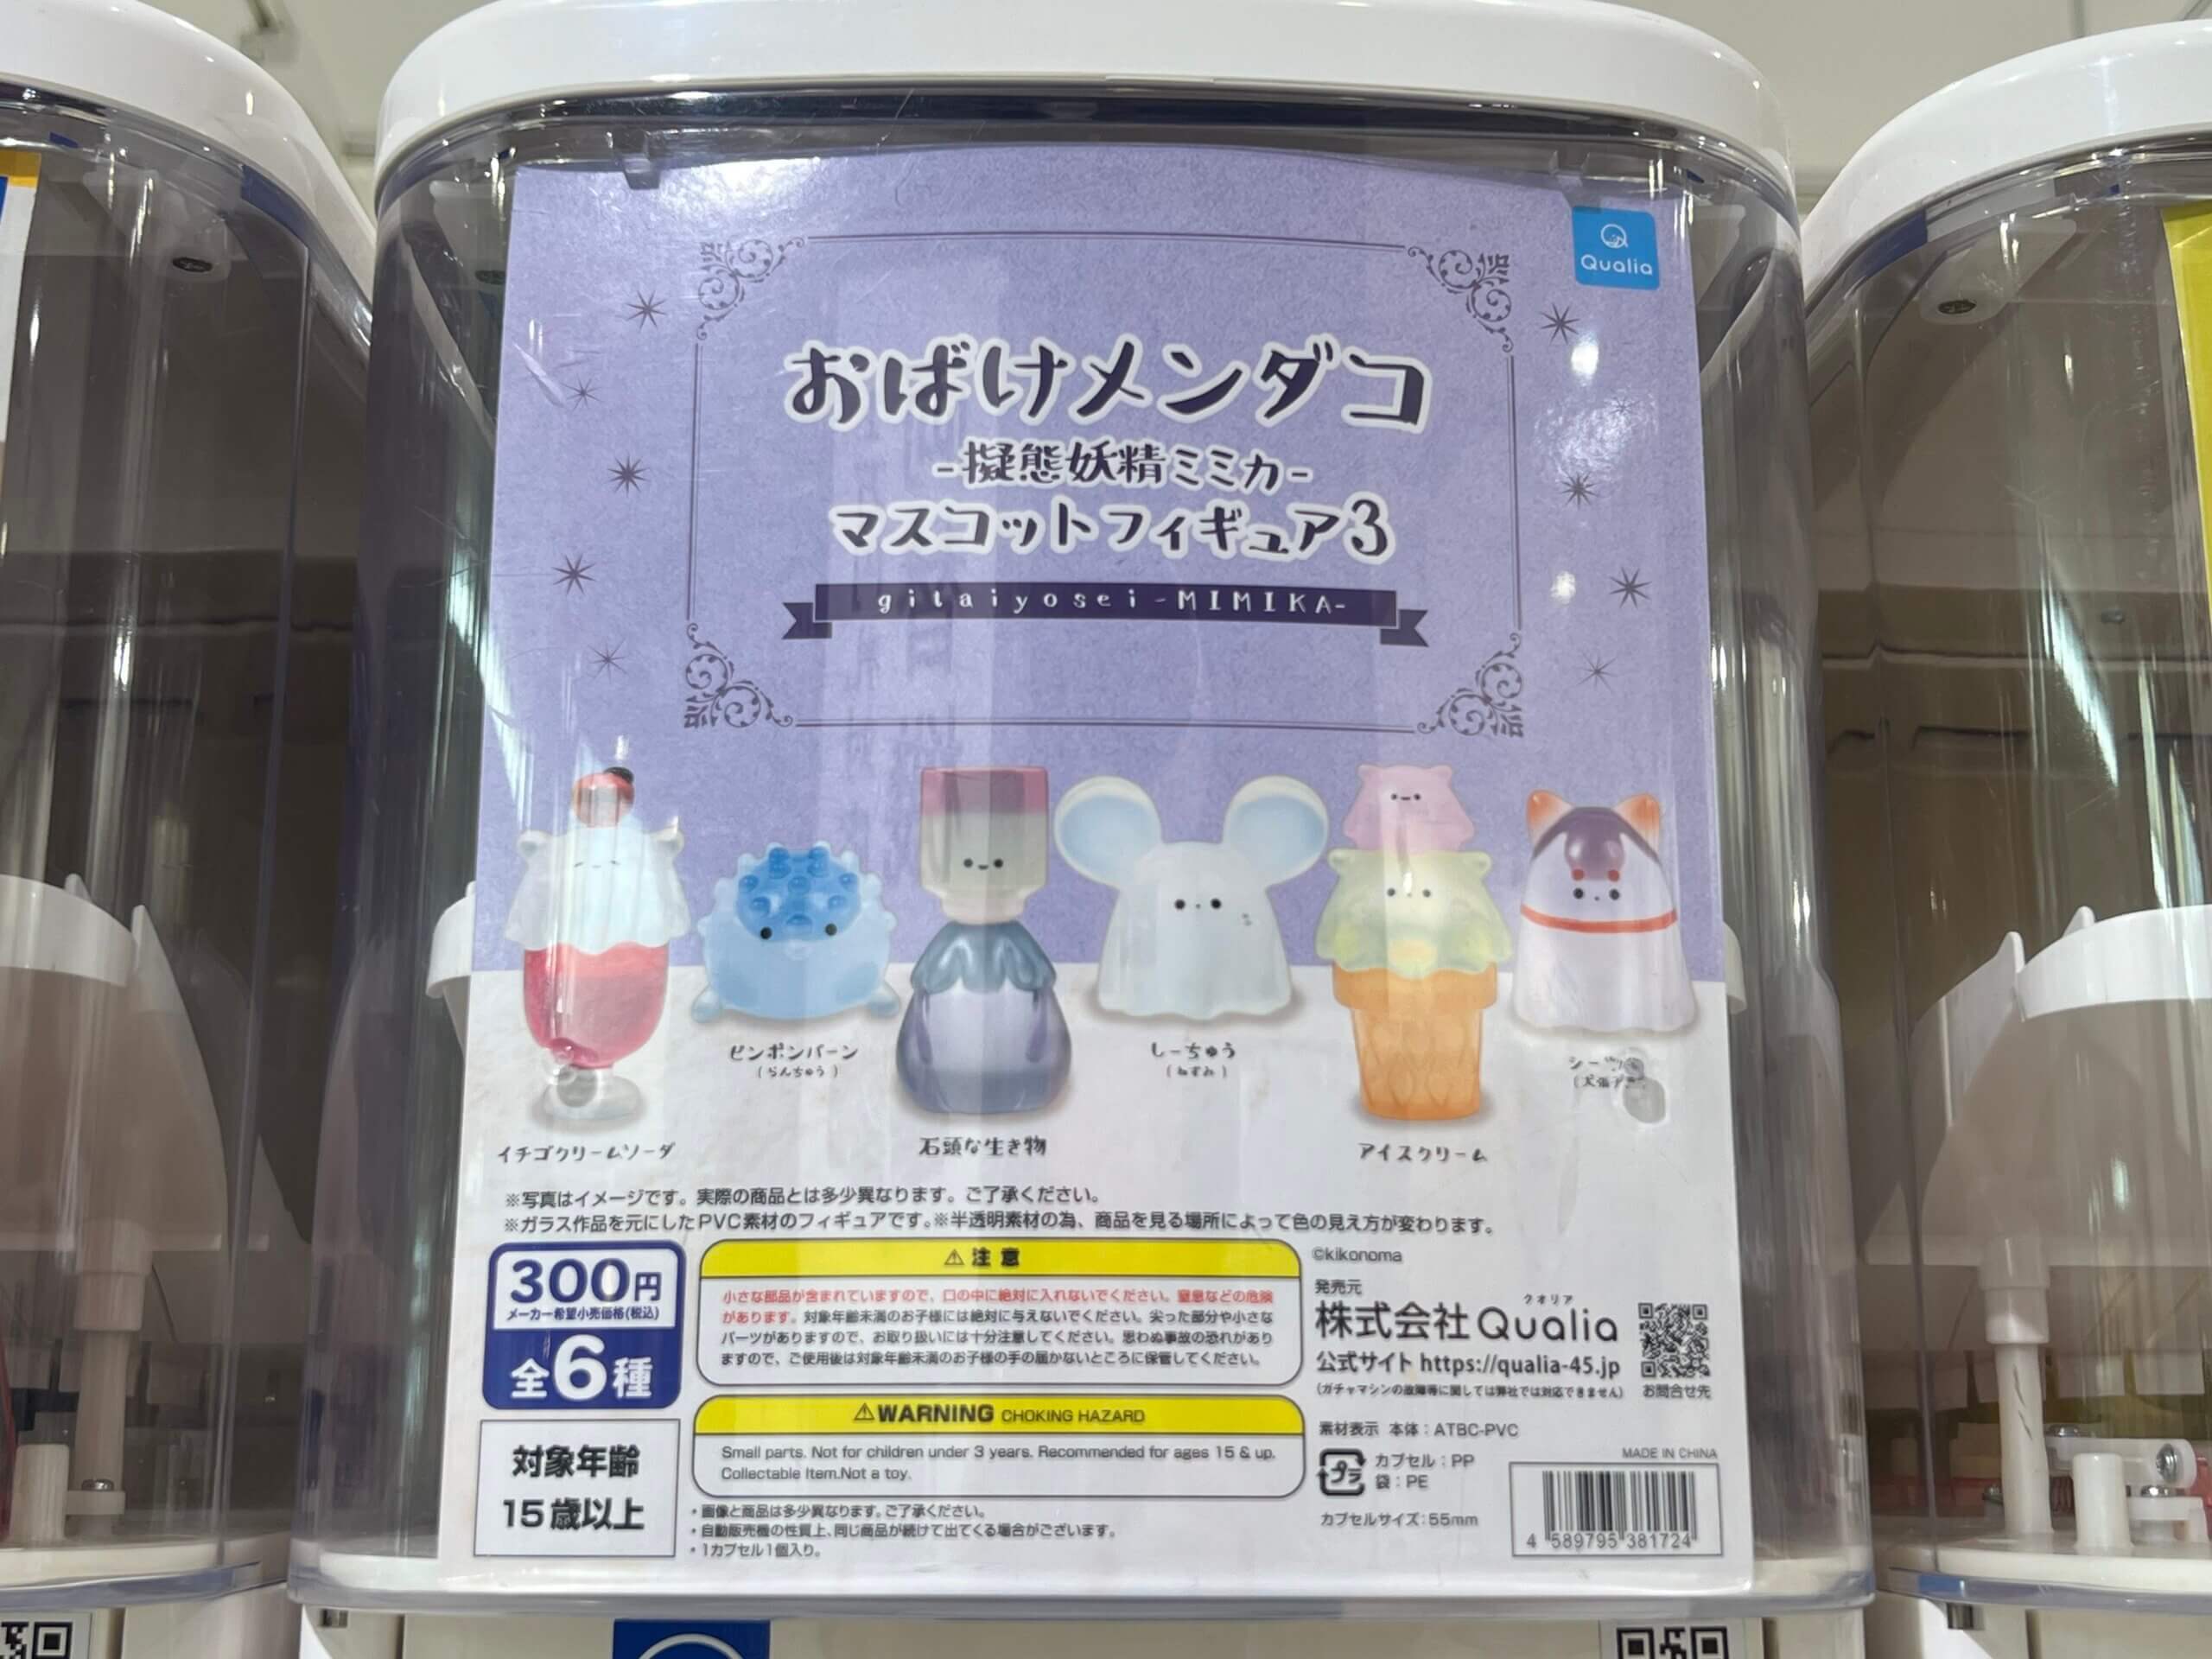 Qualia
おばけメンダコ
-擬態妖精ミミカ-
マスコットフィギュア3
gitaiyosei-MIMIKA-
ピンポンパーン
(らんちゅう)
しーちゅう
(ねずみ)
シーツ
イチゴクリームソーダ
石頭な生き物
アイスクリーム
※写真はイメージです。実際の商品とは多少異なります。ご了承ください。
※ガラス作品を元にしたPVC素材のフィギュアです。※半透明素材の為、商品を見る場所によって色の見え方が変わります。
300円
メーカー希望小売価格(税込)
全6種
対象年齢
15歳以上
⚠注意
小さな部品が含まれていますので、口の中に絶対に入れないでください。窒息などの危険
があります。対象年齢未満のお子様には絶対に与えないでください。尖った部分や小さな
パーツがありますので、お取り扱いには十分注意してください。思わぬ事故の恐れがあり
ますので、ご使用後は対象年齢未満のお子様の手の届かないところに保管してください。
⚠WARNING CHOKING HAZARD
Small parts. Not for children under 3 years. Recommended for ages 15 & up.
Collectable Item.Not a toy.
・画像と商品は多少異なります。ご了承ください。
・自動販売機の性質上、同じ商品が続けて出てくる場合がございます。
・1カプセル1個入り。
©kikonoma
発売元
クオリア
株式会社Qualia
公式サイト https://qualia-45.jp
(ガチャマシンの故障等に関しては弊社では対応できません)
お問合せ先
素材表示 本体：ATBC-PVC
プラ
カプセル：PP
袋：PE
カプセルサイズ：55mm
MADE IN CHINA
4 589795 381724